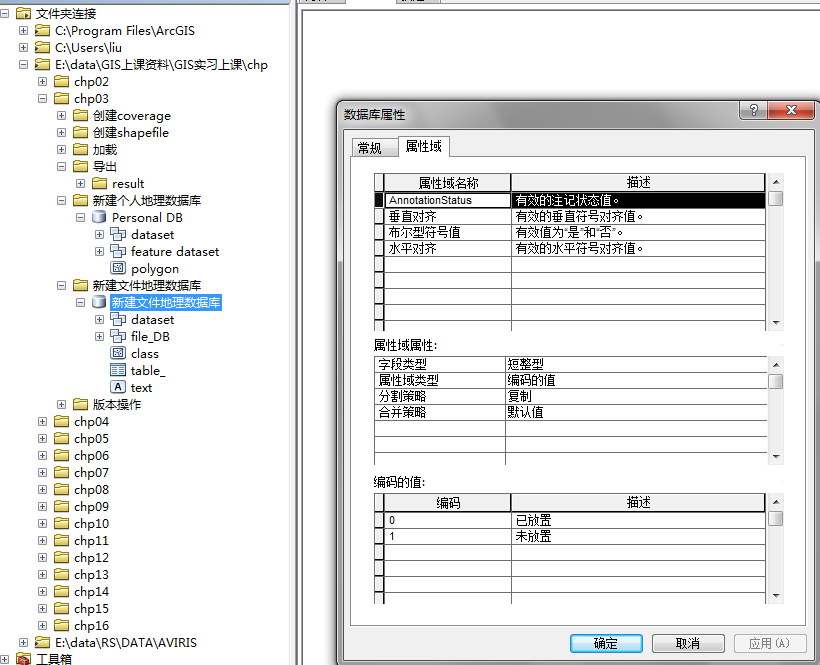 文件夹连接
C:\Program Files\ArcGIS
C:\Users\liu
E:\data\GIS上课资料\GIS实习上课\chp
chp02
chp03
创建coverage
创建shapefile
加载
导出
result
新建个人地理数据库
Personal DB
dataset
feature dataset
polygon
新建文件地理数据库
新建文件地理数据库
dataset
file_DB
class
table_
text
版本操作
chp04
chp05
chp06
chp07
chp08
chp09
chp10
chp11
chp12
chp13
chp14
chp15
chp16
E:\data\RS\DATA\AVIRIS
工具箱
数据库属性
常规 属性域
属性域名称 描述
AnnotationStatus 有效的注记状态值。
垂直对齐 有效的垂直符号对齐值。
布尔型符号值 有效值为“是”和“否”。
水平对齐 有效的水平符号对齐值。
属性域属性:
字段类型 短整型
属性域类型 编码的值
分割策略 复制
合并策略 默认值
编码的值:
编码 描述
0 已放置
1 未放置
确定 取消 应用(A)